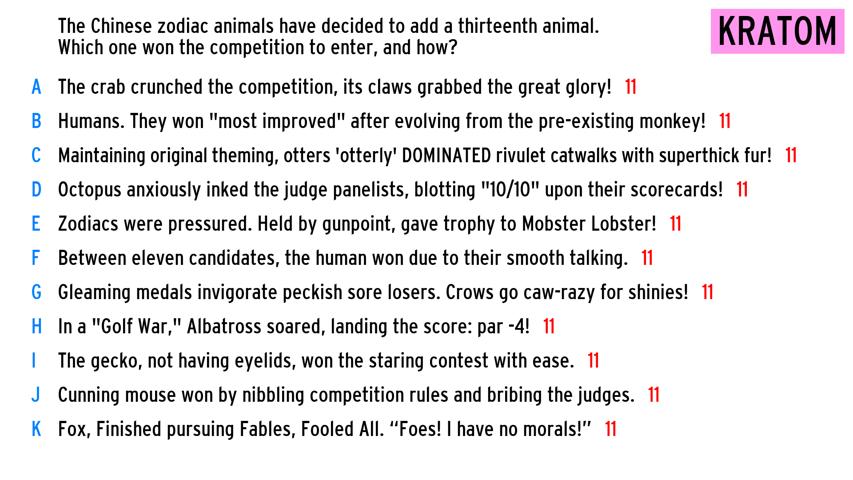 The Chinese zodiac animals have decided to add a thirteenth animal.
Which one won the competition to enter, and how?
KRATOM
A The crab crunched the competition, its claws grabbed the great glory! 11
B Humans. They won "most improved" after evolving from the pre-existing monkey! 11
C Maintaining original theming, otters 'otterly' DOMINATED rivulet catwalks with superthick fur! 11
D Octopus anxiously inked the judge panelists, blotting "10/10" upon their scorecards! 11
E Zodiacs were pressured. Held by gunpoint, gave trophy to Mobster Lobster! 11
F Between eleven candidates, the human won due to their smooth talking. 11
G Gleaming medals invigorate peckish sore losers. Crows go caw-razy for shinies! 11
H In a "Golf War," Albatross soared, landing the score: par -4! 11
I The gecko, not having eyelids, won the staring contest with ease. 11
J Cunning mouse won by nibbling competition rules and bribing the judges. 11
K Fox, Finished pursuing Fables, Fooled All. “Foes! I have no morals!” 11